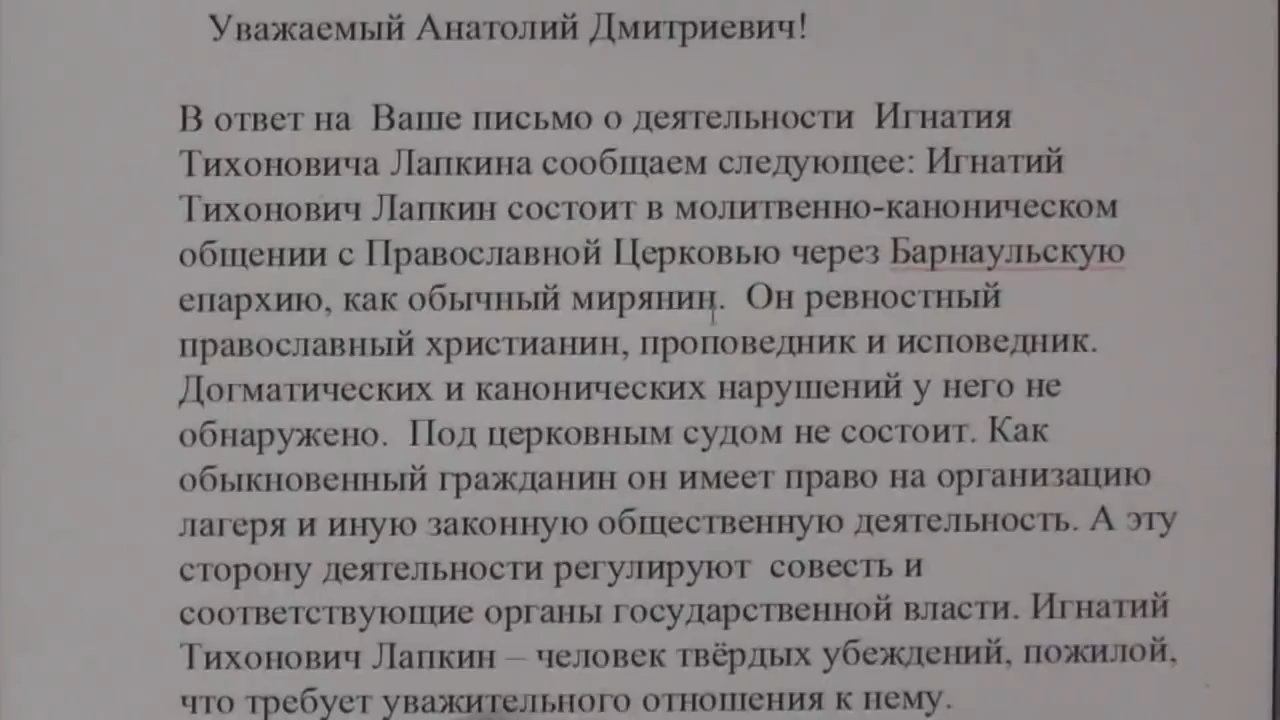 Уважаемый Анатолий Дмитриевич!
В ответ на Ваше письмо о деятельности Игнатия
Тихоновича Лапкина сообщаем следующее: Игнатий
Тихонович Лапкин состоит в молитвенно-каноническом
общении с Православной Церковью через Барнаульскую
епархию, как обычный мирянин. Он ревностный
православный христианин, проповедник и исповедник.
Догматических и канонических нарушений у него не
обнаружено. Под церковным судом не состоит. Как
обыкновенный гражданин он имеет право на организацию
лагеря и иную законную общественную деятельность. А эту
сторону деятельности регулируют совесть и
соответствующие органы государственной власти. Игнатий
Тихонович Лапкин – человек твёрдых убеждений, пожилой,
что требует уважительного отношения к нему.